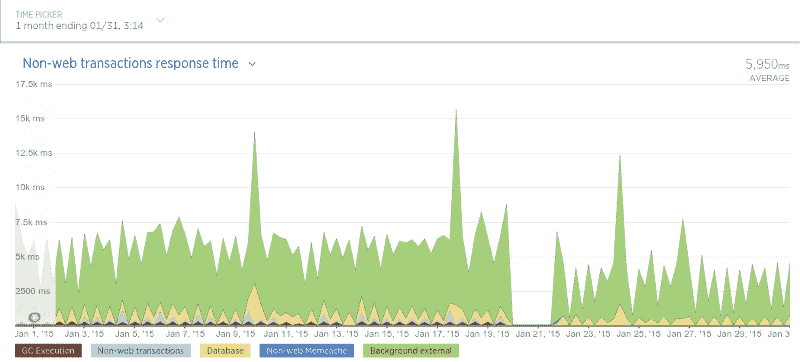 TIME PICKER
1 month ending 01/31, 3:14
Non-web transactions response time
5,950ms
AVERAGE
17.5k ms
15k ms
12.5k ms
10k ms
7.5k ms
5k ms
2500 ms
Jan 1, '15 Jan 3, '15 Jan 5, '15 Jan 7, '15 Jan 9, '15 Jan 11, '15 Jan 13, '15 Jan 15, '15 Jan 17, '15 Jan 19, '15 Jan 21, '15 Jan 23, '15 Jan 25, '15 Jan 27, '15 Jan 29, '15 Jan 3
GC Execution Non-web transactions Database Non-web Memcache Background external